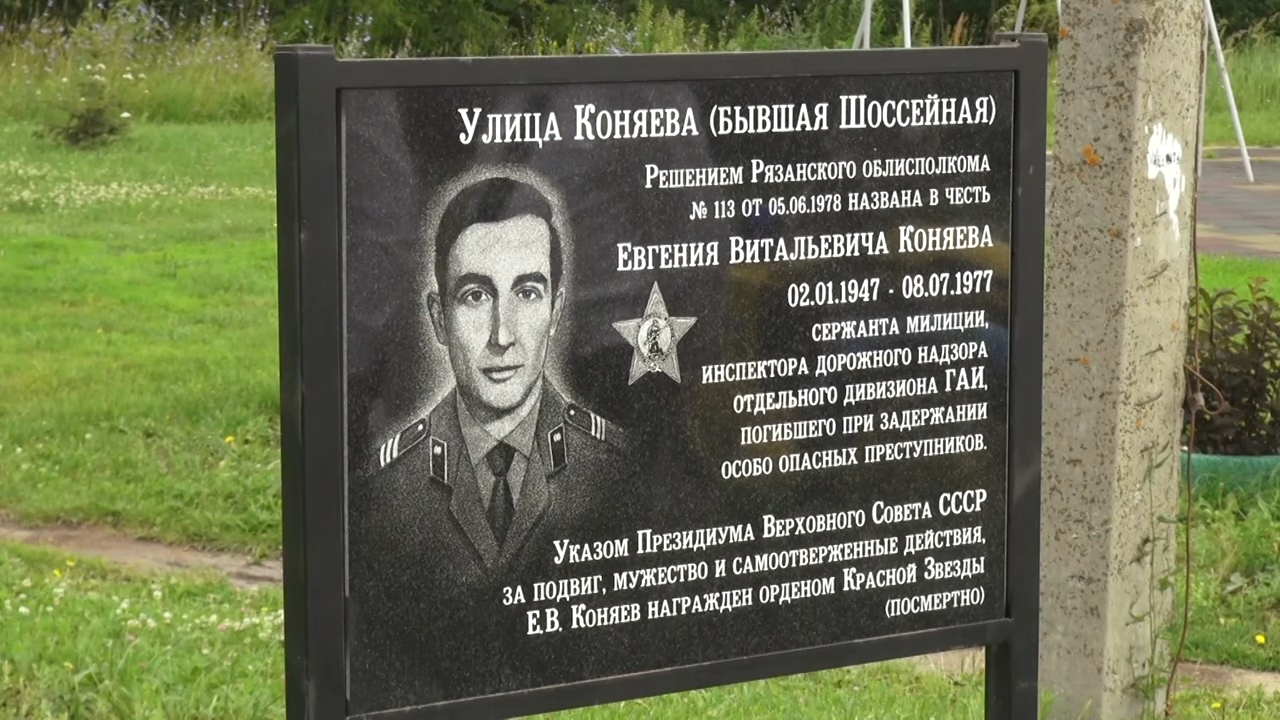 Улица Коняева (бывшая Шоссейная)
Решением Рязанского облисполкома
№ 113 от 05.06.1978 названа в честь
Евгения Витальевича Коняева
02.01.1947 - 08.07.1977
сержанта милиции,
инспектора дорожного надзора
отдельного дивизиона ГАИ,
погибшего при задержании
особо опасных преступников.
Указом Президиума Верховного Совета СССР
за подвиг, мужество и самоотверженные действия,
Е.В. Коняев награжден орденом Красной Звезды
(посмертно)